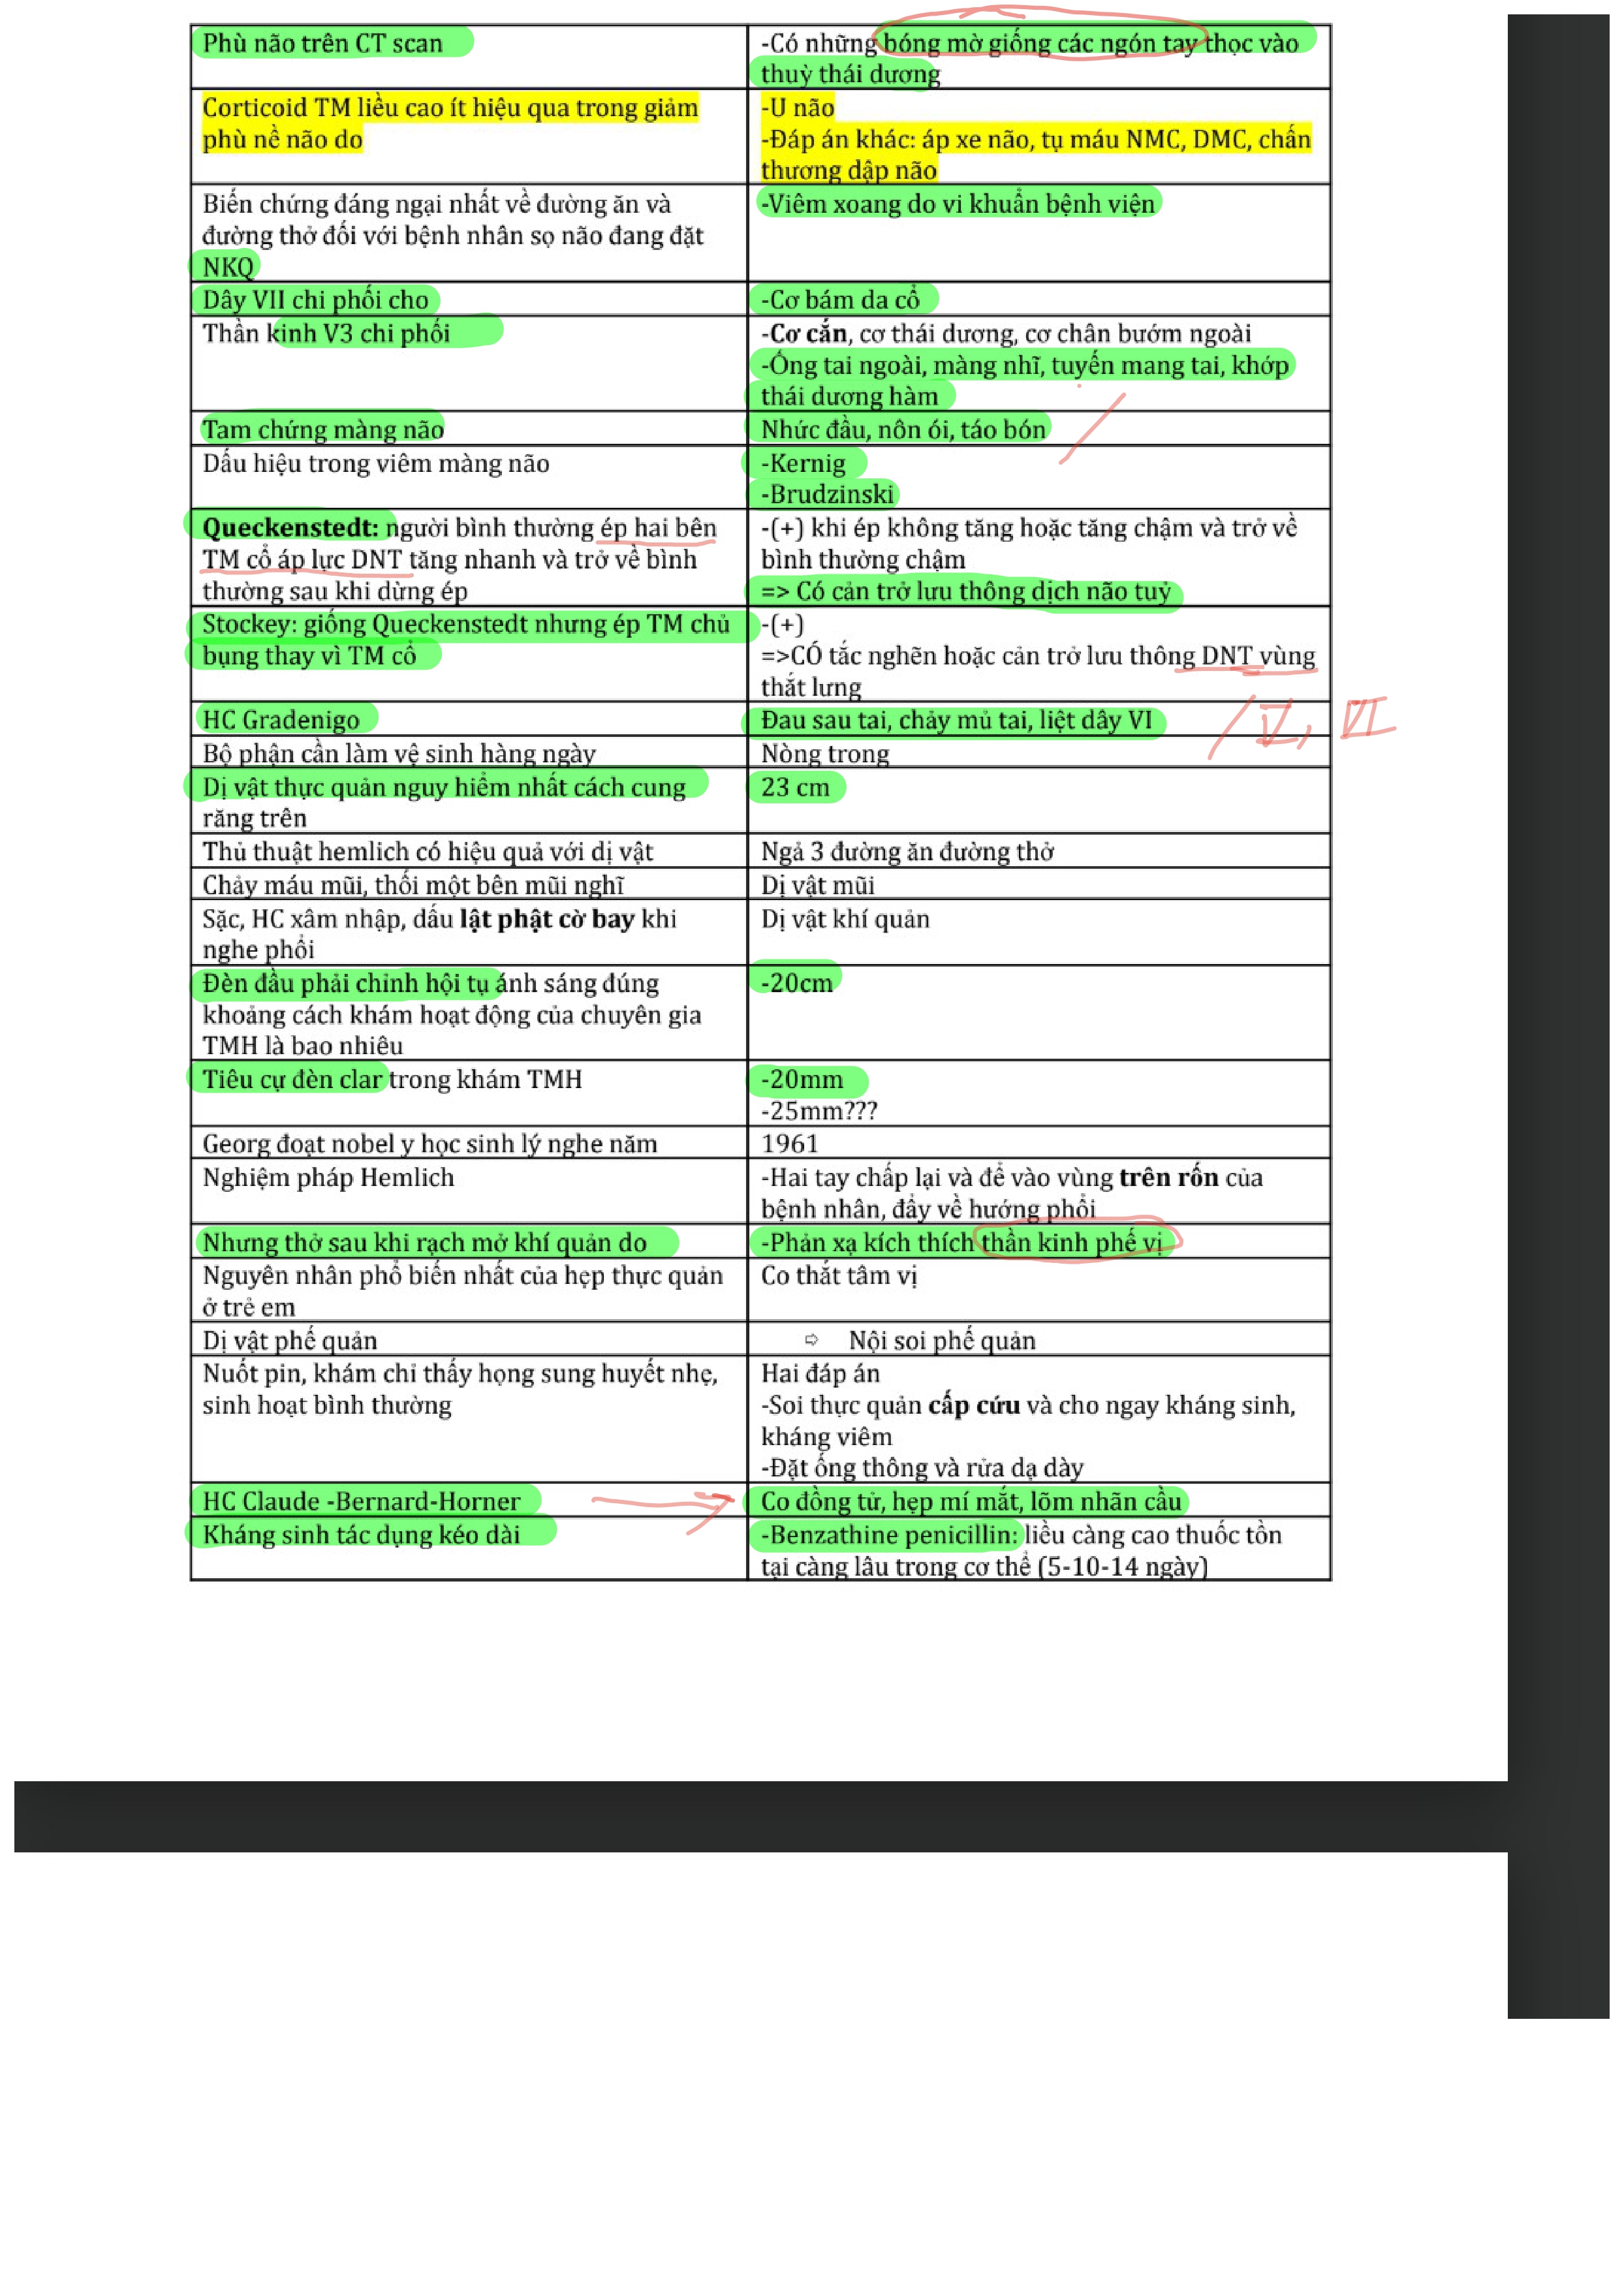 Phù não trên CT scan
-Có những bóng mờ giống các ngón tay thọc vào
thuỳ thái dương
Corticoid TM liều cao ít hiệu qua trong giảm
phù nề não do
-U não
-Đáp án khác: áp xe não, tụ máu NMC, DMC, chấn
thương dập não
Biến chứng đáng ngại nhất về đường ăn và
đường thở đối với bệnh nhân sọ não đang đặt
NKQ
-Viêm xoang do vi khuẩn bệnh viện
Dây VII chi phối cho
-Cơ bám da cổ
Thần kinh V3 chi phối
-Cơ cắn, cơ thái dương, cơ chân bướm ngoài
-Ống tai ngoài, màng nhĩ, tuyến mang tai, khớp
thái dương hàm
Tam chứng màng não
Nhức đầu, nôn ói, táo bón
Dấu hiệu trong viêm màng não
-Kernig
-Brudzinski
Queckenstedt: người bình thường ép hai bên
TM cổ áp lực DNT tăng nhanh và trở về bình
thường sau khi dừng ép
-(+) khi ép không tăng hoặc tăng chậm và trở về
bình thường chậm
=> Có cản trở lưu thông dịch não tuỷ
Stockey: giống Queckenstedt nhưng ép TM chủ
bụng thay vì TM cổ
-(+)
=>CÓ tắc nghẽn hoặc cản trở lưu thông DNT vùng
thắt lưng
HC Gradenigo
Đau sau tai, chảy mủ tai, liệt dây VI
V, VI
Bộ phận cần làm vệ sinh hàng ngày
Nòng trong
Dị vật thực quản nguy hiểm nhất cách cung
răng trên
23 cm
Thủ thuật hemlich có hiệu quả với dị vật
Ngả 3 đường ăn đường thở
Chảy máu mũi, thối một bên mũi nghĩ
Dị vật mũi
Sặc, HC xâm nhập, dấu lật phật cờ bay khi
nghe phổi
Dị vật khí quản
Đèn đầu phải chỉnh hội tụ ánh sáng đúng
khoảng cách khám hoạt động của chuyên gia
TMH là bao nhiêu
-20cm
Tiêu cự đèn clar trong khám TMH
-20mm
-25mm???
Georg đoạt nobel y học sinh lý nghe năm
1961
Nghiệm pháp Hemlich
-Hai tay chắp lại và để vào vùng trên rốn của
bệnh nhân, đẩy về hướng phổi
Nhưng thở sau khi rạch mở khí quản do
-Phản xạ kích thích thần kinh phế vị
Nguyên nhân phổ biến nhất của hẹp thực quản
ở trẻ em
Co thắt tâm vị
Dị vật phế quản
⇨ Nội soi phế quản
Nuốt pin, khám chỉ thấy họng sung huyết nhẹ,
sinh hoạt bình thường
Hai đáp án
-Soi thực quản cấp cứu và cho ngay kháng sinh,
kháng viêm
-Đặt ống thông và rửa dạ dày
HC Claude -Bernard-Horner
Co đồng tử, hẹp mí mắt, lõm nhãn cầu
Kháng sinh tác dụng kéo dài
-Benzathine penicillin: liều càng cao thuốc tồn
tại càng lâu trong cơ thể (5-10-14 ngày)